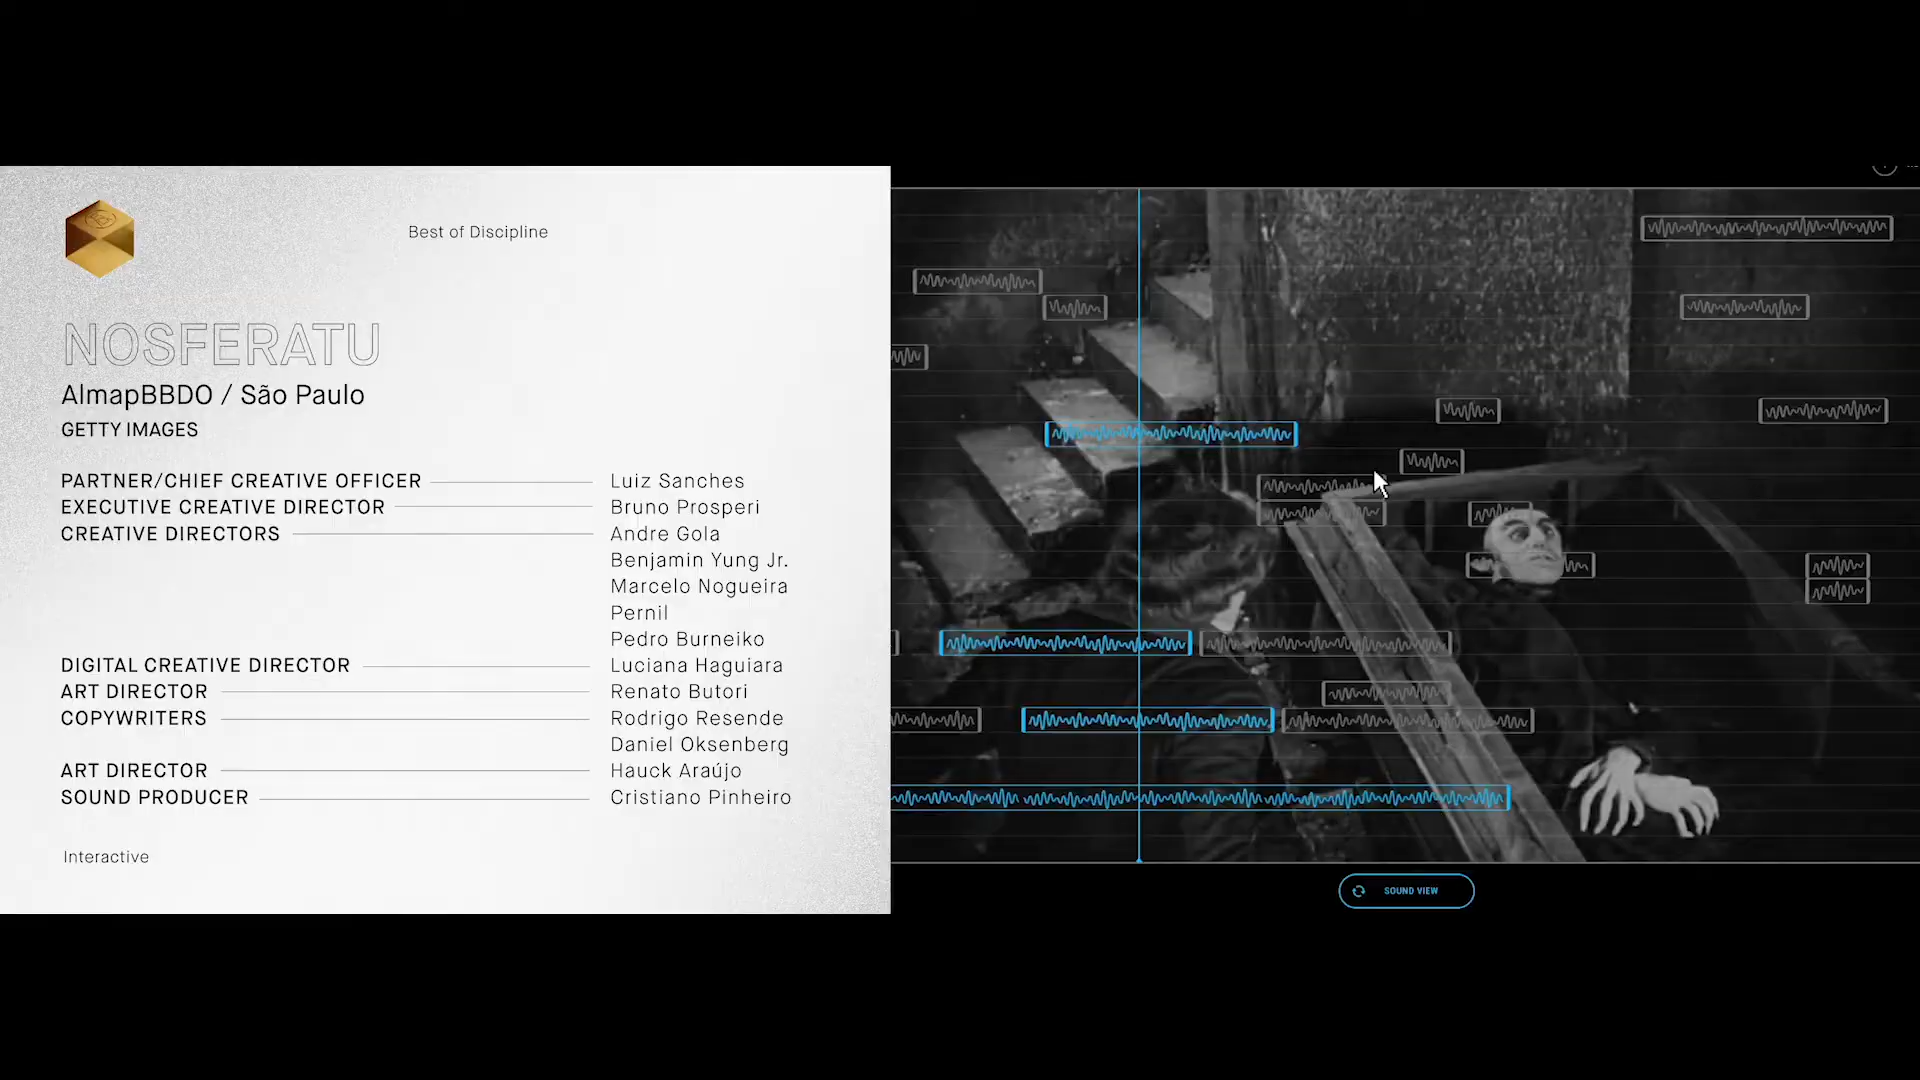 Best of Discipline
NOSFERATU
AlmapBBDO / São Paulo
GETTY IMAGES
PARTNER/CHIEF CREATIVE OFFICER Luiz Sanches
EXECUTIVE CREATIVE DIRECTOR Bruno Prosperi
CREATIVE DIRECTORS Andre Gola
Benjamin Yung Jr.
Marcelo Nogueira
Pernil
Pedro Burneiko
DIGITAL CREATIVE DIRECTOR Luciana Haguiara
ART DIRECTOR Renato Butori
COPYWRITERS Rodrigo Resende
Daniel Oksenberg
ART DIRECTOR Hauck Araújo
SOUND PRODUCER Cristiano Pinheiro
Interactive
SOUND VIEW